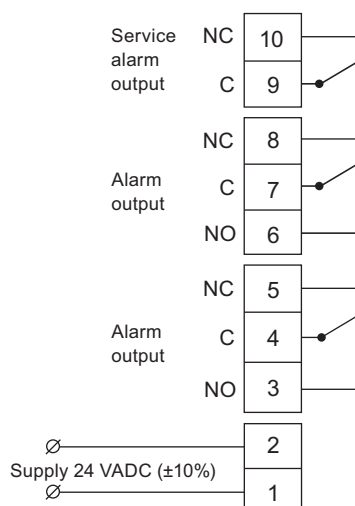 Service
alarm
output
NC 10
C 9
NC 8
Alarm
output
C 7
NO 6
NC 5
Alarm
output
C 4
NO 3
2
Supply 24 VADC (±10%)
1